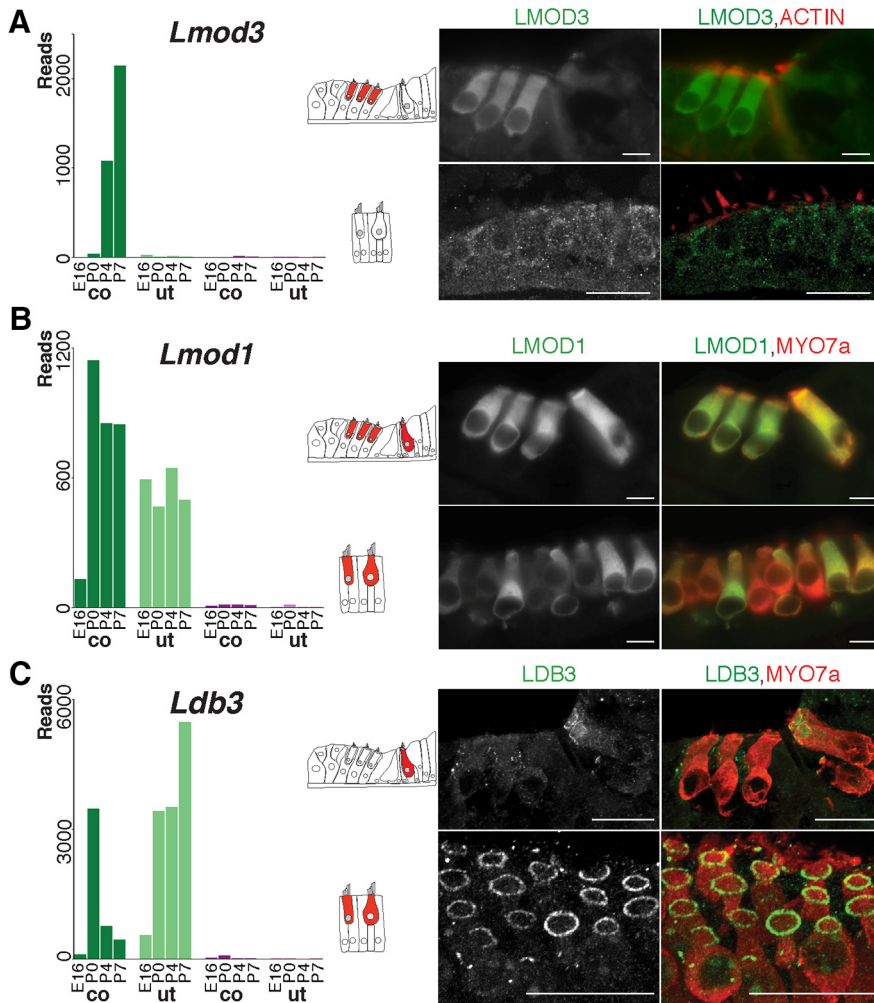 A
Lmod3
Reads
2000
1000
0
E16 P0 P4 P7 E16 P0 P4 P7 E16 P0 P4 P7 E16 P0 P4 P7
co ut co ut
LMOD3
LMOD3,ACTIN
B
Lmod1
Reads
1200
600
0
E16 P0 P4 P7 E16 P0 P4 P7 E16 P0 P4 P7 E16 P0 P4 P7
co ut co ut
LMOD1
LMOD1,MYO7a
C
Ldb3
Reads
6000
3000
0
E16 P0 P4 P7 E16 P0 P4 P7 E16 P0 P4 P7 E16 P0 P4 P7
co ut co ut
LDB3
LDB3,MYO7a